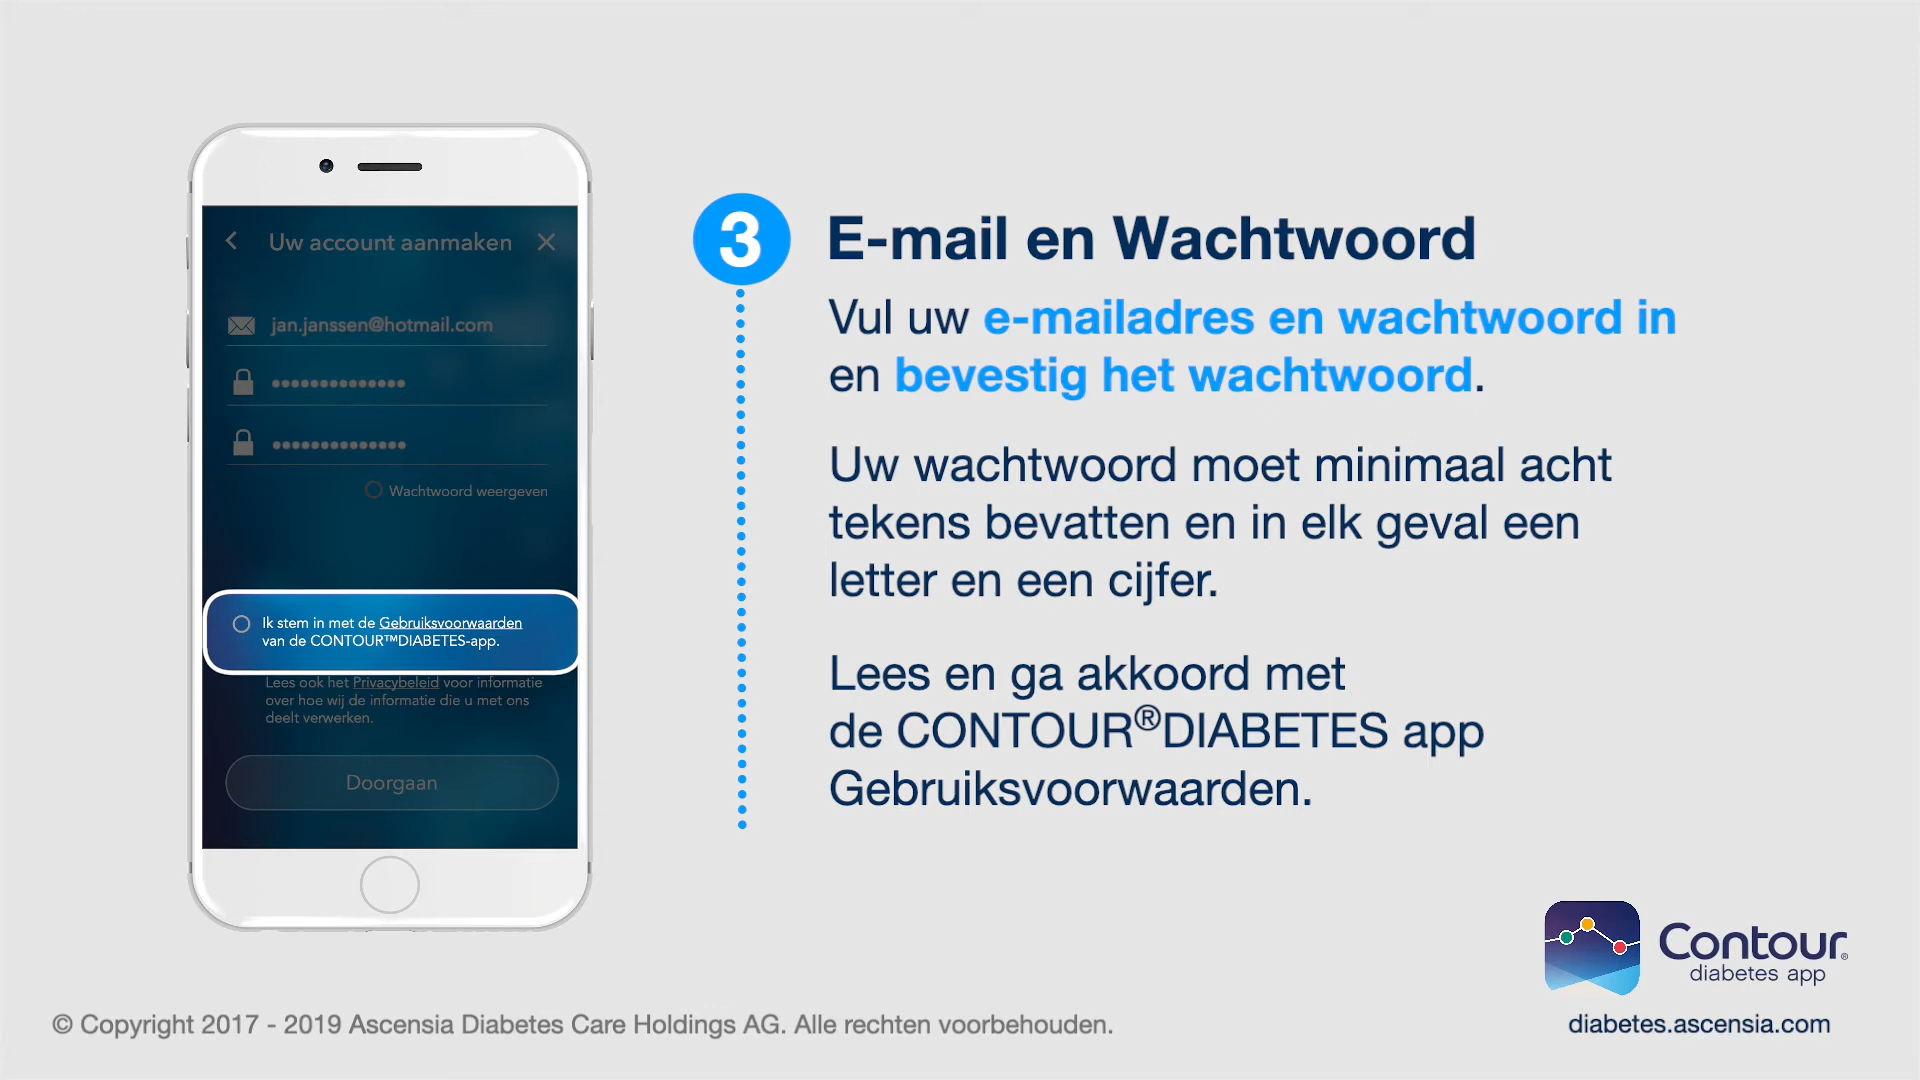 Uw account aanmaken
jan.janssen@hotmail.com
••••••••••••••
••••••••••••••
Wachtwoord weergeven
Ik stem in met de Gebruiksvoorwaarden
van de CONTOUR™DIABETES-app.
Lees ook het Privacybeleid voor informatie
over hoe wij de informatie die u met ons
deelt verwerken.
Doorgaan
3
E-mail en Wachtwoord
Vul uw e-mailadres en wachtwoord in
en bevestig het wachtwoord.
Uw wachtwoord moet minimaal acht
tekens bevatten en in elk geval een
letter en een cijfer.
Lees en ga akkoord met
de CONTOUR®DIABETES app
Gebruiksvoorwaarden.
Contour®
diabetes app
diabetes.ascensia.com
© Copyright 2017 - 2019 Ascensia Diabetes Care Holdings AG. Alle rechten voorbehouden.